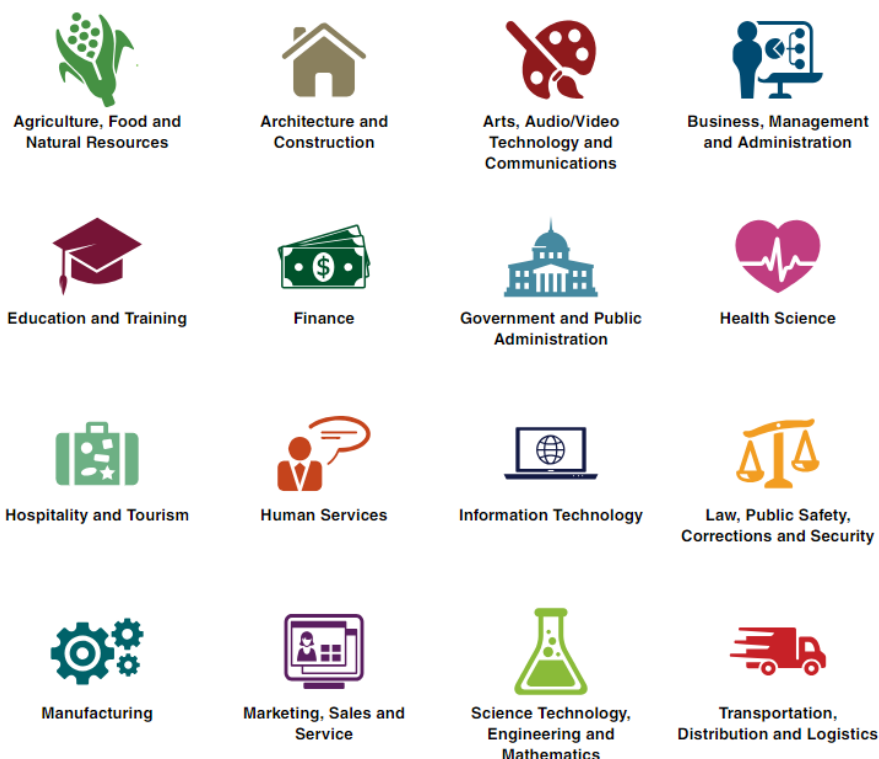 Agriculture, Food and
Natural Resources
Architecture and
Construction
Arts, Audio/Video
Technology and
Communications
Business, Management
and Administration
Education and Training
$
Finance
Government and Public
Administration
Health Science
Hospitality and Tourism
Human Services
Information Technology
Law, Public Safety,
Corrections and Security
Manufacturing
Marketing, Sales and
Service
Science Technology,
Engineering and
Mathematics
Transportation,
Distribution and Logistics